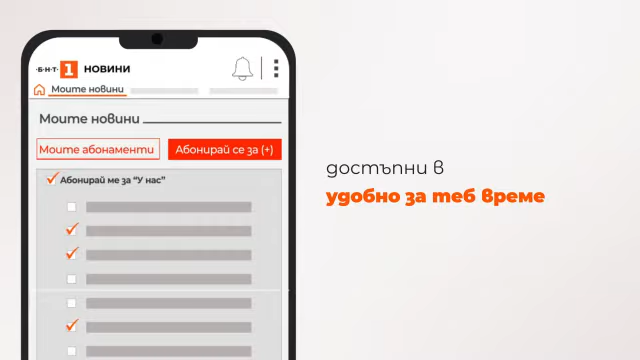 ·Б·Н·Т· 1 НОВИНИ
Моите новини
Моите новини
Моите абонаменти
Абонирай се за (+)
Абонирай ме за "У нас"
достъпни в
удобно за теб време